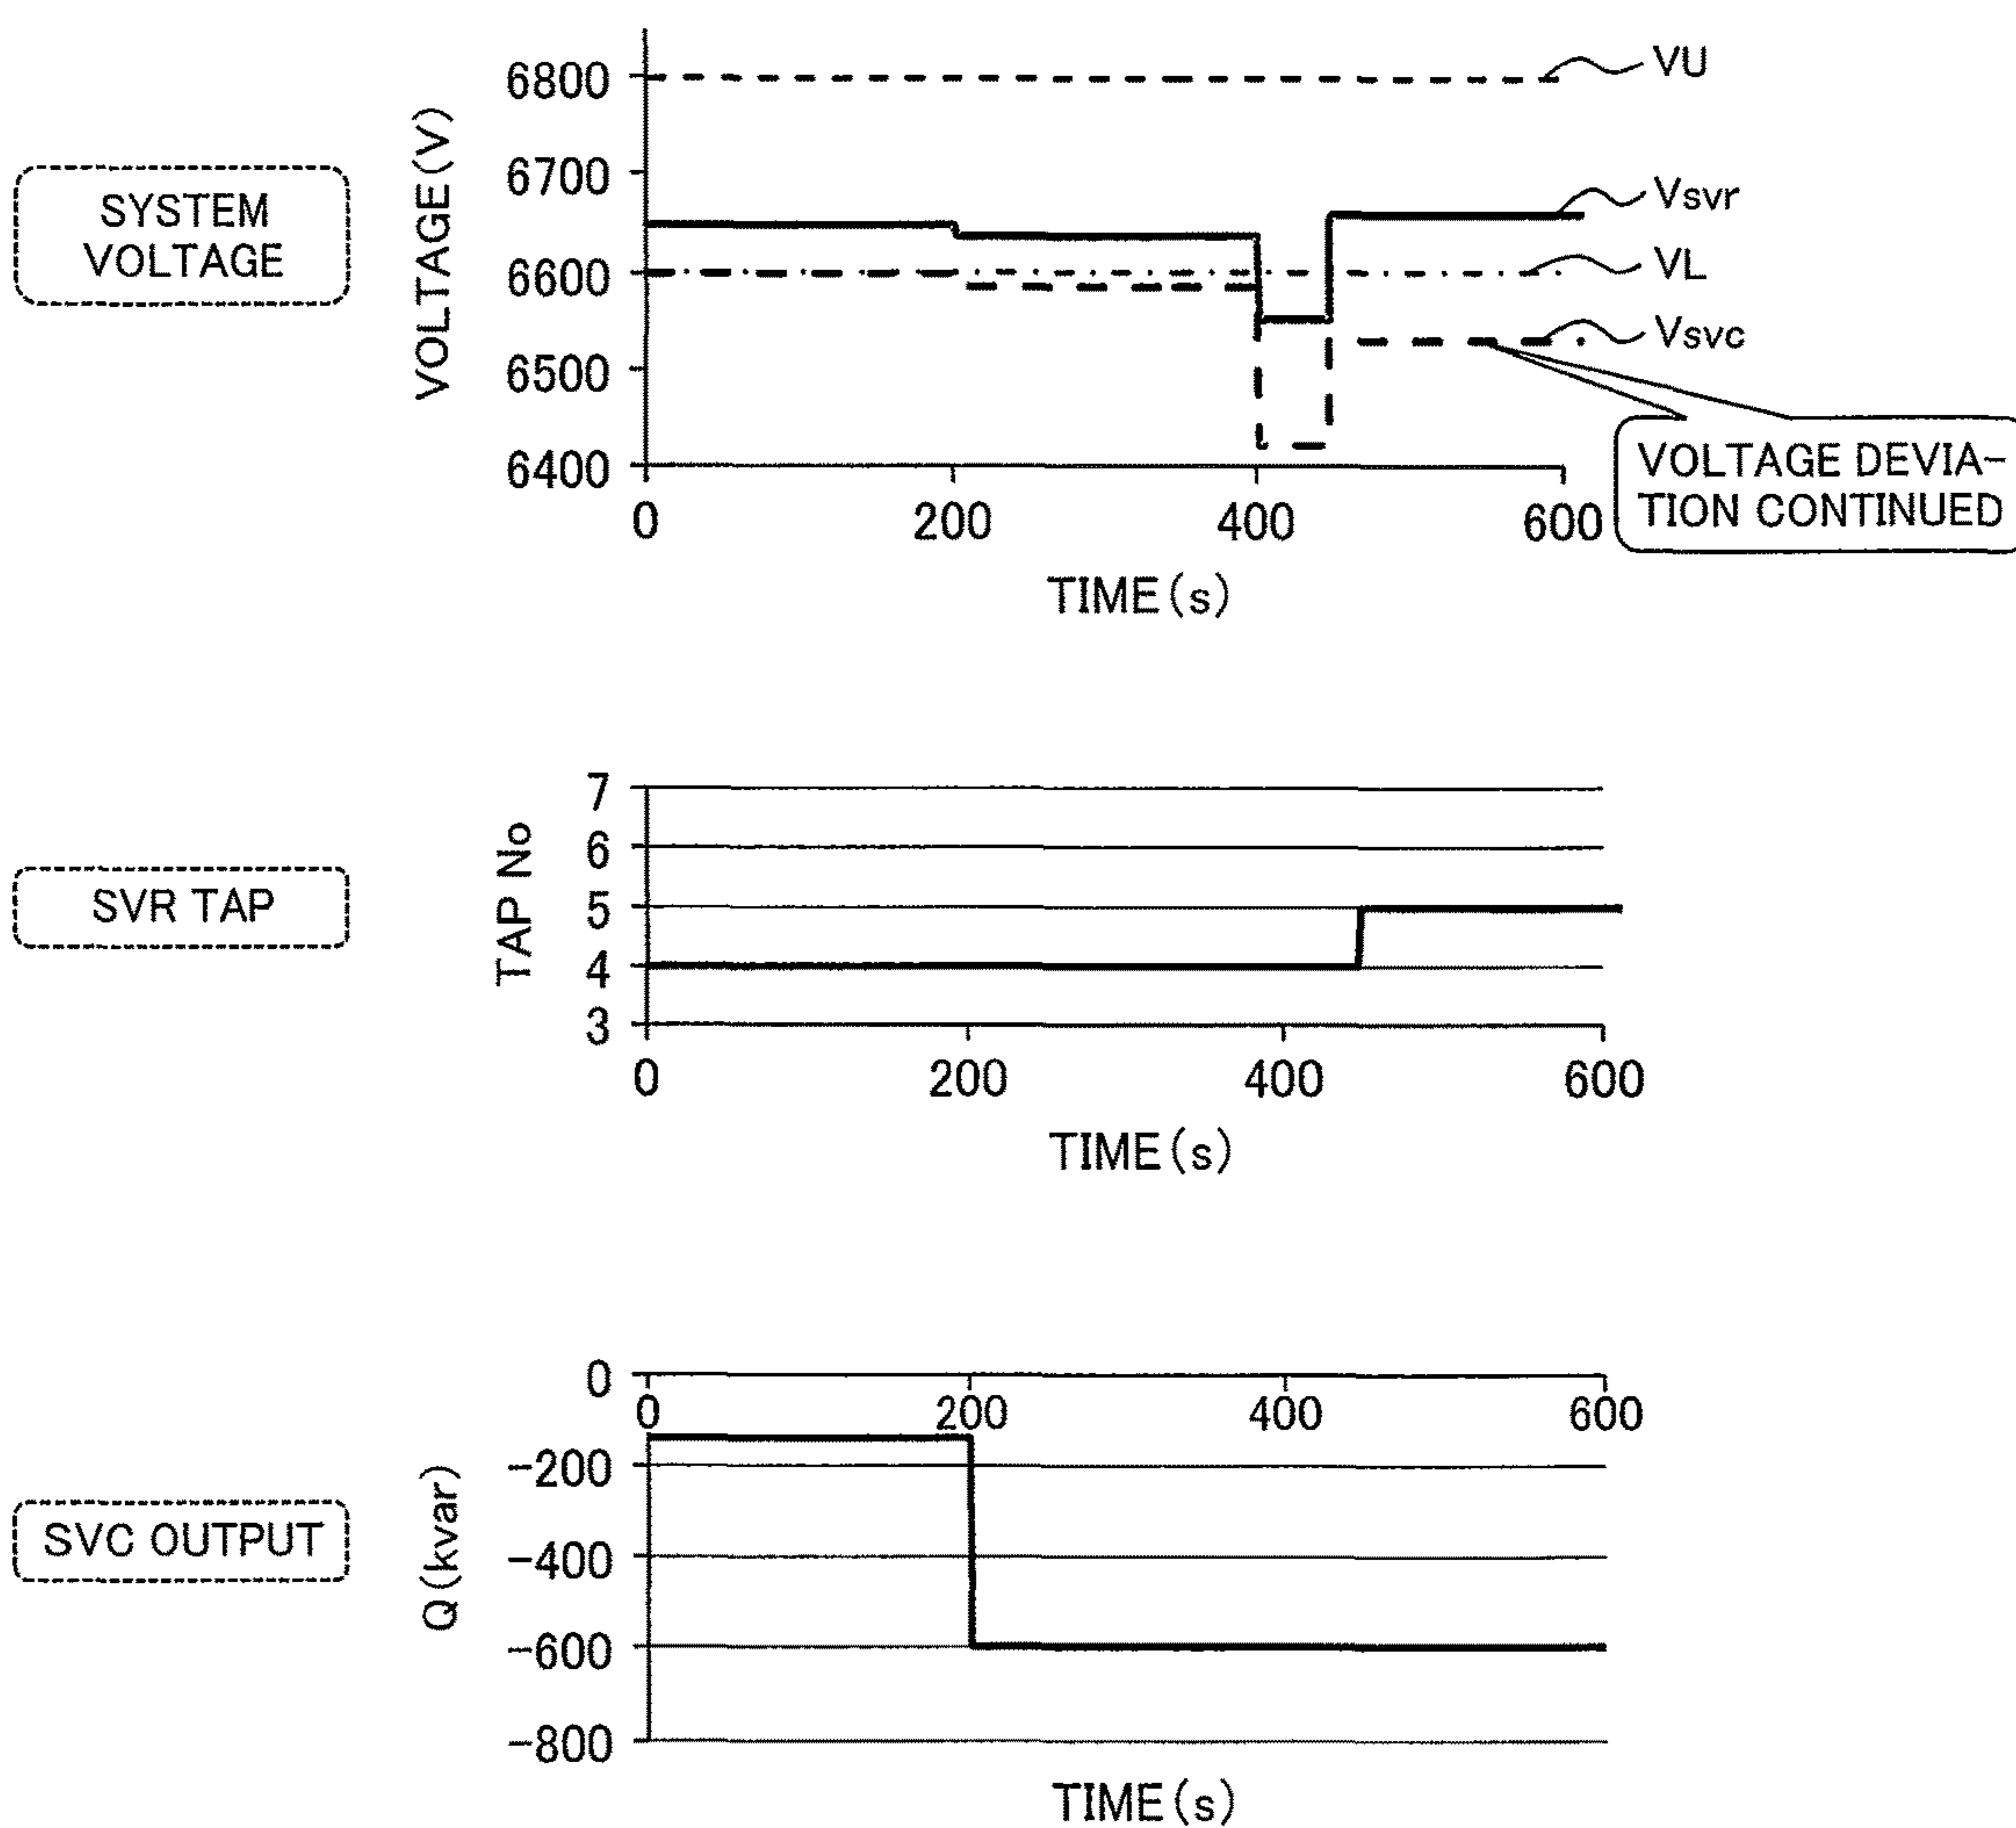 SYSTEM
VOLTAGE
VOLTAGE(V)
6800
6700
6600
6500
6400
0
200
400
600
TIME(s)
VU
Vsvr
VL
Vsvc
VOLTAGE DEVIA-
TION CONTINUED
SVR TAP
TAP No
7
6
5
4
3
0
200
400
600
TIME(s)
SVC OUTPUT
Q(kvar)
0
0
200
400
600
-200
-400
-600
-800
TIME(s)